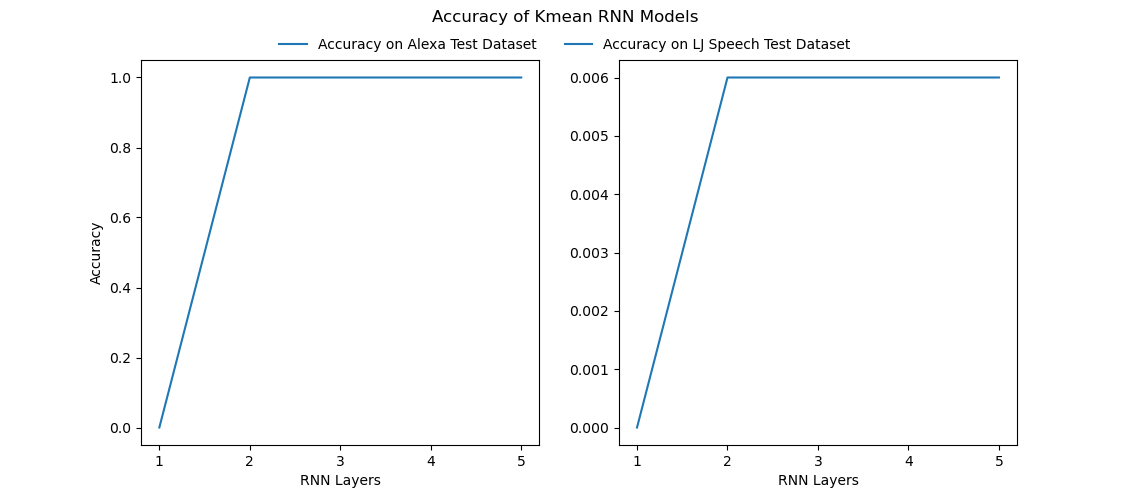 Accuracy of Kmean RNN Models
Accuracy on Alexa Test Dataset
Accuracy on LJ Speech Test Dataset
Accuracy
1.0
0.8
0.6
0.4
0.2
0.0
1 2 3 4 5
RNN Layers
0.006
0.005
0.004
0.003
0.002
0.001
0.000
1 2 3 4 5
RNN Layers